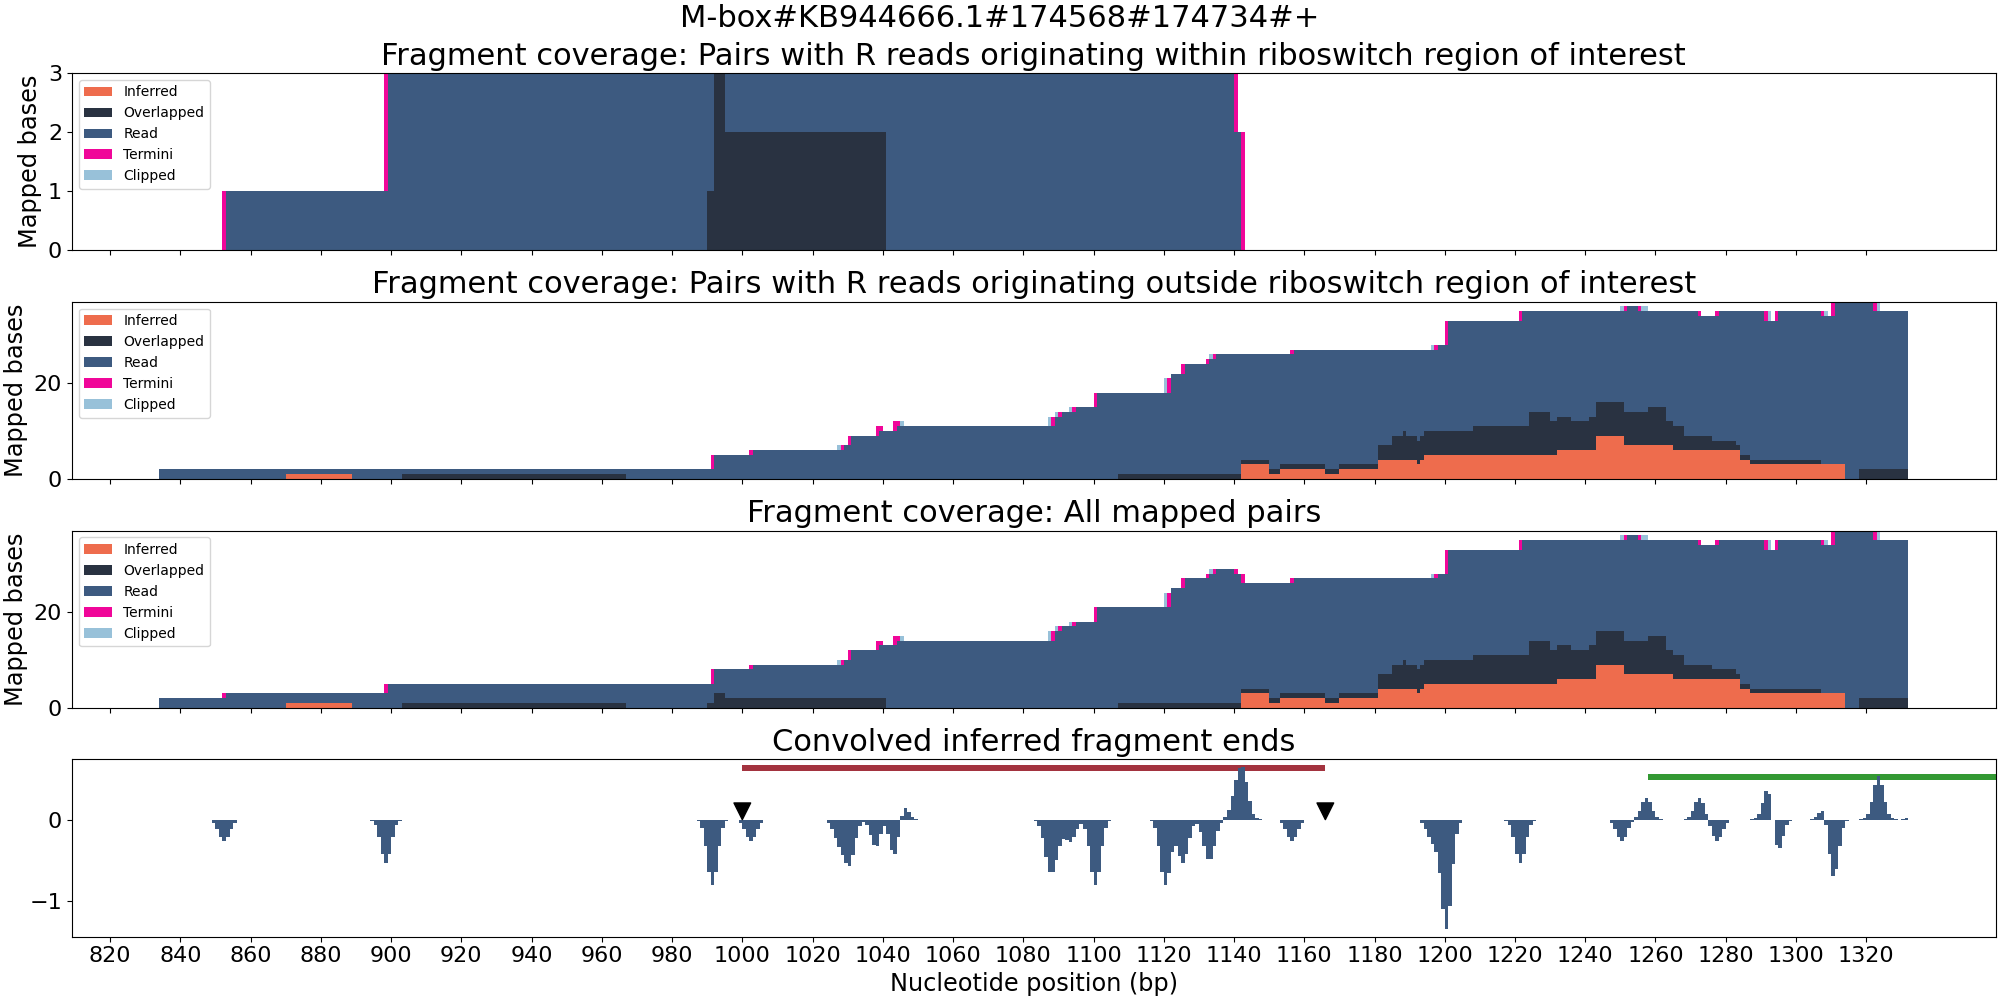 M-box#KB944666.1#174568#174734#+
Fragment coverage: Pairs with R reads originating within riboswitch region of interest
Mapped bases
3
2
1
0
Inferred
Overlapped
Read
Termini
Clipped
Fragment coverage: Pairs with R reads originating outside riboswitch region of interest
Mapped bases
20
0
Inferred
Overlapped
Read
Termini
Clipped
Fragment coverage: All mapped pairs
Mapped bases
20
0
Inferred
Overlapped
Read
Termini
Clipped
Convolved inferred fragment ends
0
−1
820 840 860 880 900 920 940 960 980 1000 1020 1040 1060 1080 1100 1120 1140 1160 1180 1200 1220 1240 1260 1280 1300 1320
Nucleotide position (bp)